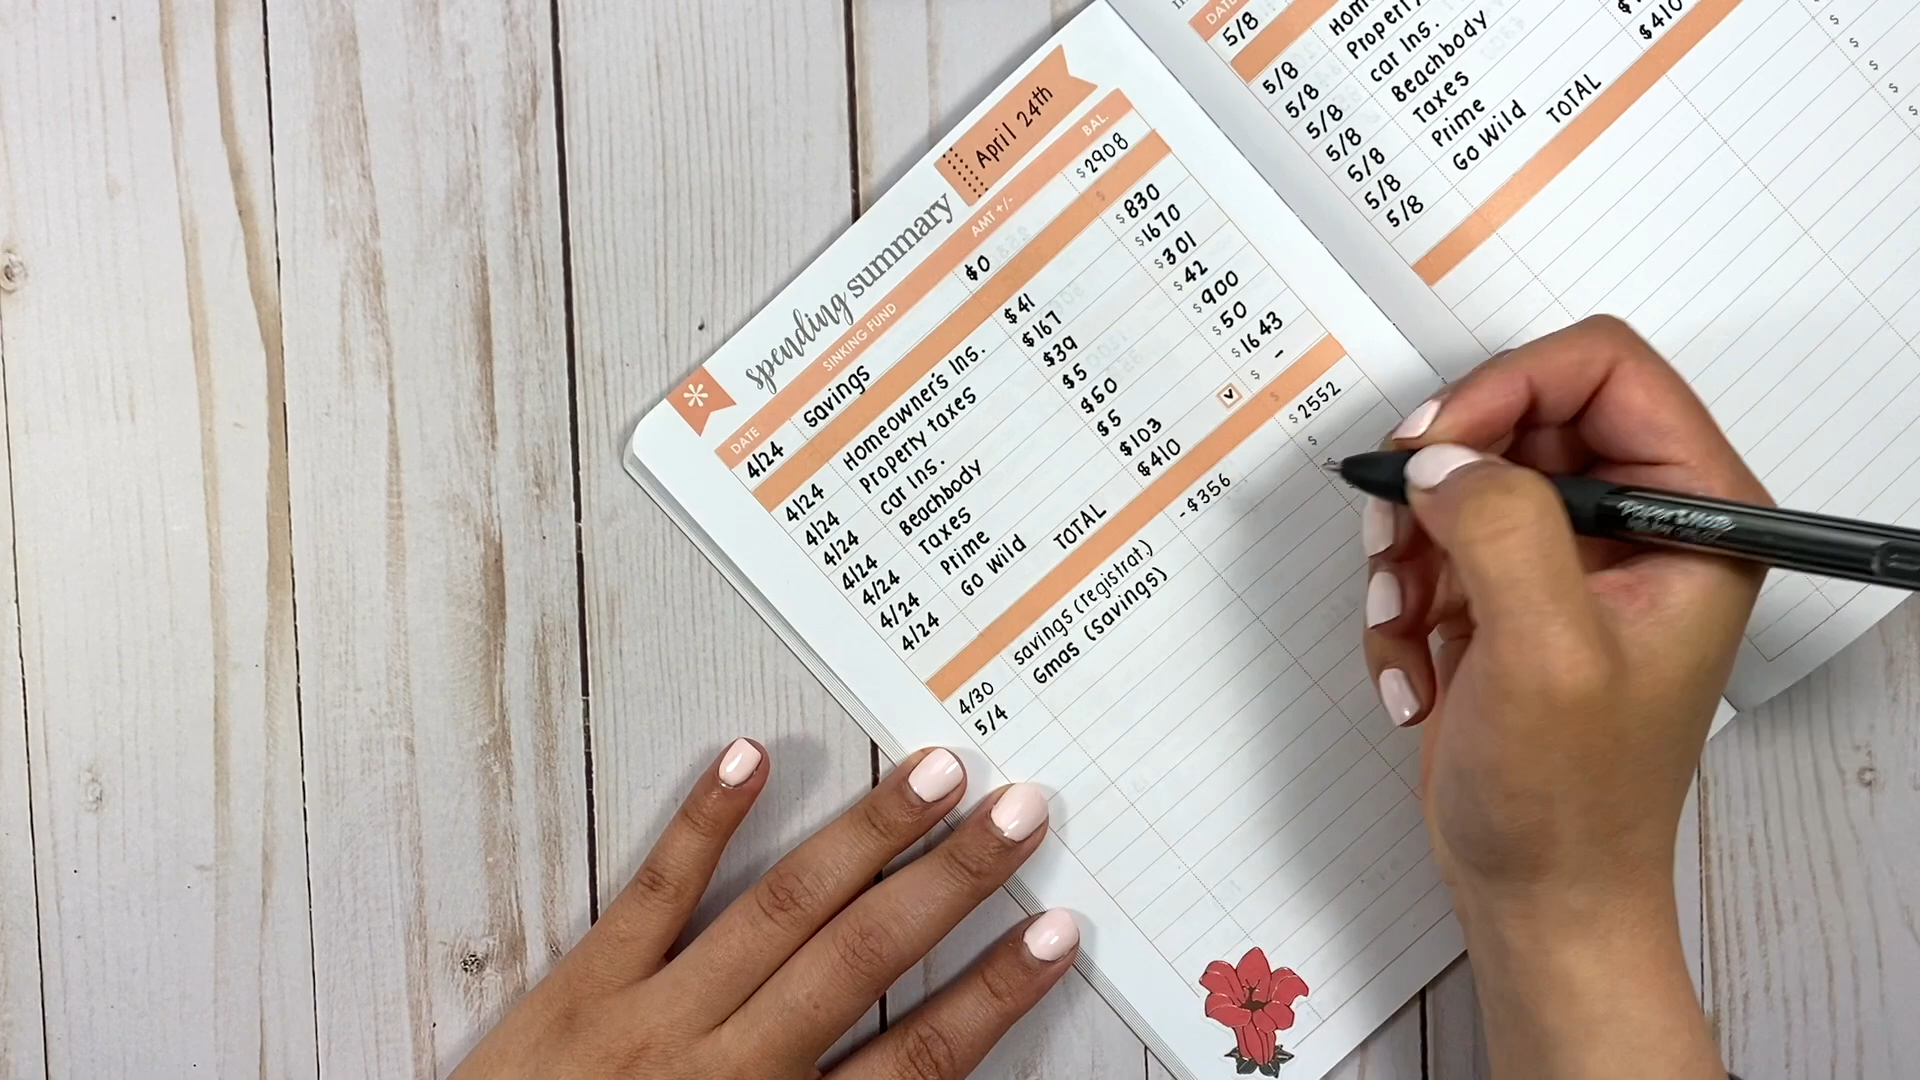 spending summary
April 24th
DATE SINKING FUND AMT +/- BAL.
4/24 Savings $0 $2908
$
4/24 Homeowner's Ins. $41 $830
4/24 Property taxes $167 $1670
4/24 car Ins. $39 $301
4/24 Beachbody $5 $42
4/24 Taxes $50 $900
4/24 Prime $5 $50
4/24 Go Wild $103 $1643
TOTAL $410 $ -
$
4/30 savings (registrat.) -$356 $2552
5/4 Gmas (savings) $
$
5/8
5/8
5/8 Property
5/8 car Ins.
5/8 Beachbody
5/8 Taxes
5/8 Prime
5/8 Go Wild
TOTAL $410
$
$
$
$
$